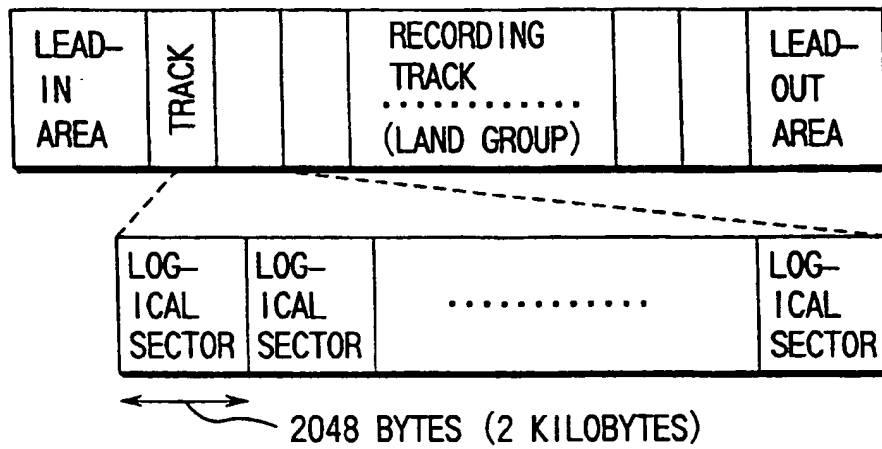 LEAD-
IN
AREA
TRACK
RECORDING
TRACK
............
(LAND GROUP)
LEAD-
OUT
AREA
LOG-
ICAL
SECTOR
LOG-
ICAL
SECTOR
............
LOG-
ICAL
SECTOR
2048 BYTES (2 KILOBYTES)